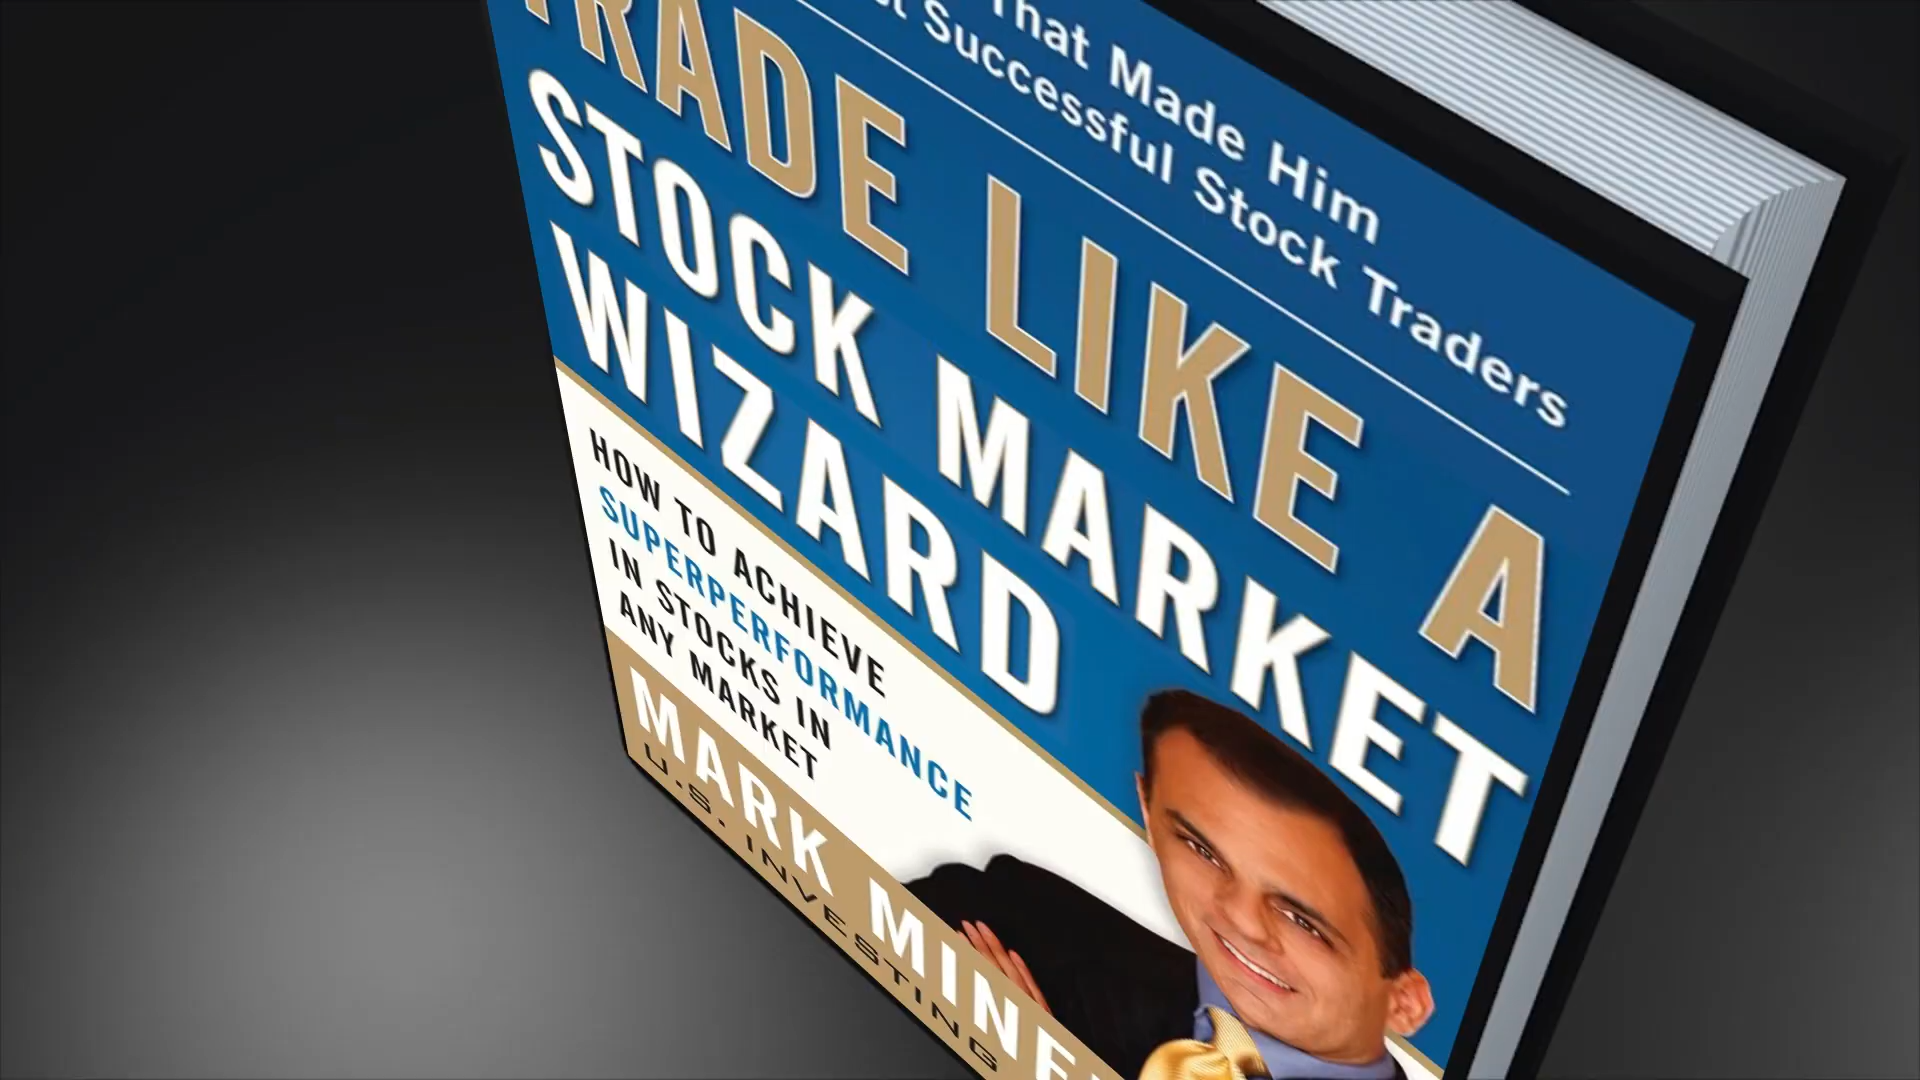 That Made Him
Successful Stock Traders
TRADE LIKE A
STOCK MARKET
WIZARD
HOW TO ACHIEVE
SUPERPERFORMANCE
IN STOCKS IN
ANY MARKET
MARK
U.S. INVESTING